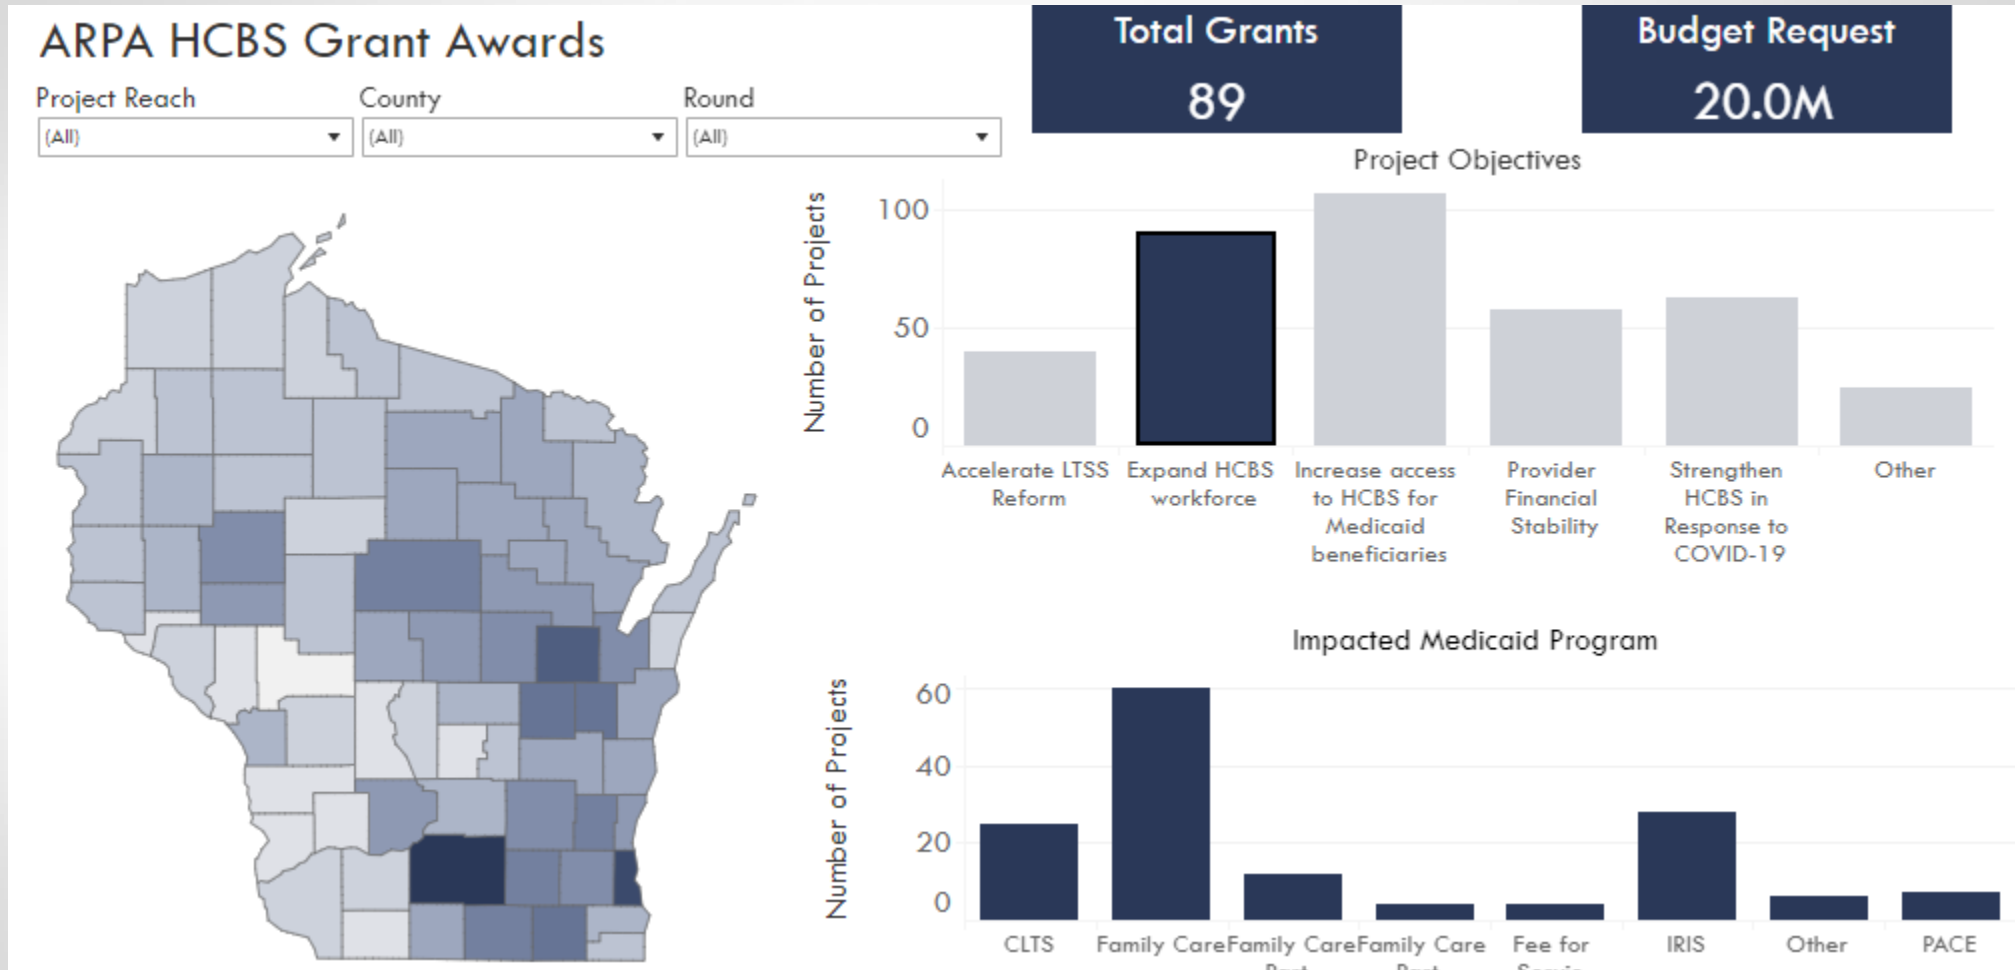 ARPA HCBS Grant Awards
Total Grants
89
Budget Request
20.0M
Project Reach
County
Round
(All)
(All)
(All)
Project Objectives
Number of Projects
100
50
0
Accelerate LTSS
Reform
Expand HCBS
workforce
Increase access
to HCBS for
Medicaid
beneficiaries
Provider
Financial
Stability
Strengthen
HCBS in
Response to
COVID-19
Other
Impacted Medicaid Program
Number of Projects
60
40
20
0
CLTS
Family Care
Family Care
Family Care
Fee for
IRIS
Other
PACE